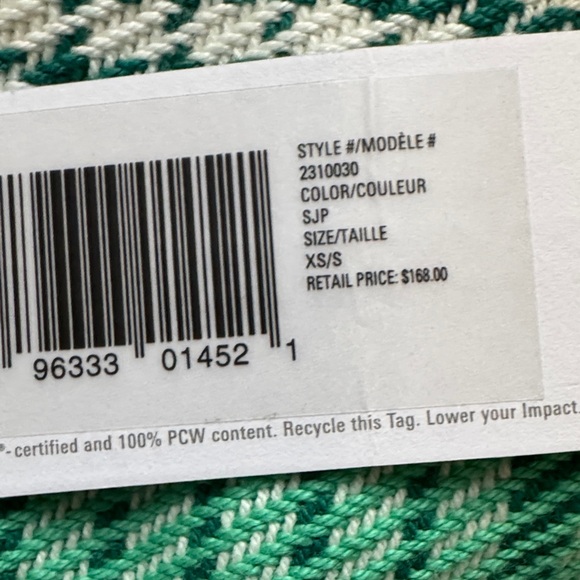 STYLE #/MODÈLE #
2310030
COLOR/COULEUR
SJP
SIZE/TAILLE
XS/S
RETAIL PRICE: $168.00
96333 01452 1
®-certified and 100% PCW content. Recycle this Tag. Lower your Impact.